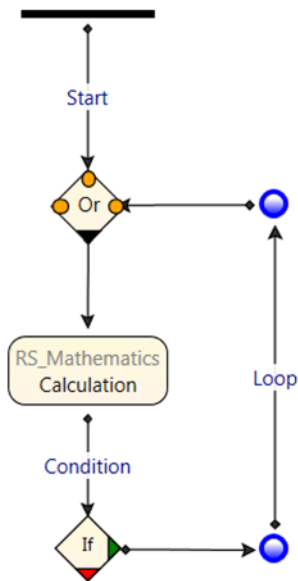 Start
Or
RS_Mathematics
Calculation
Loop
Condition
If